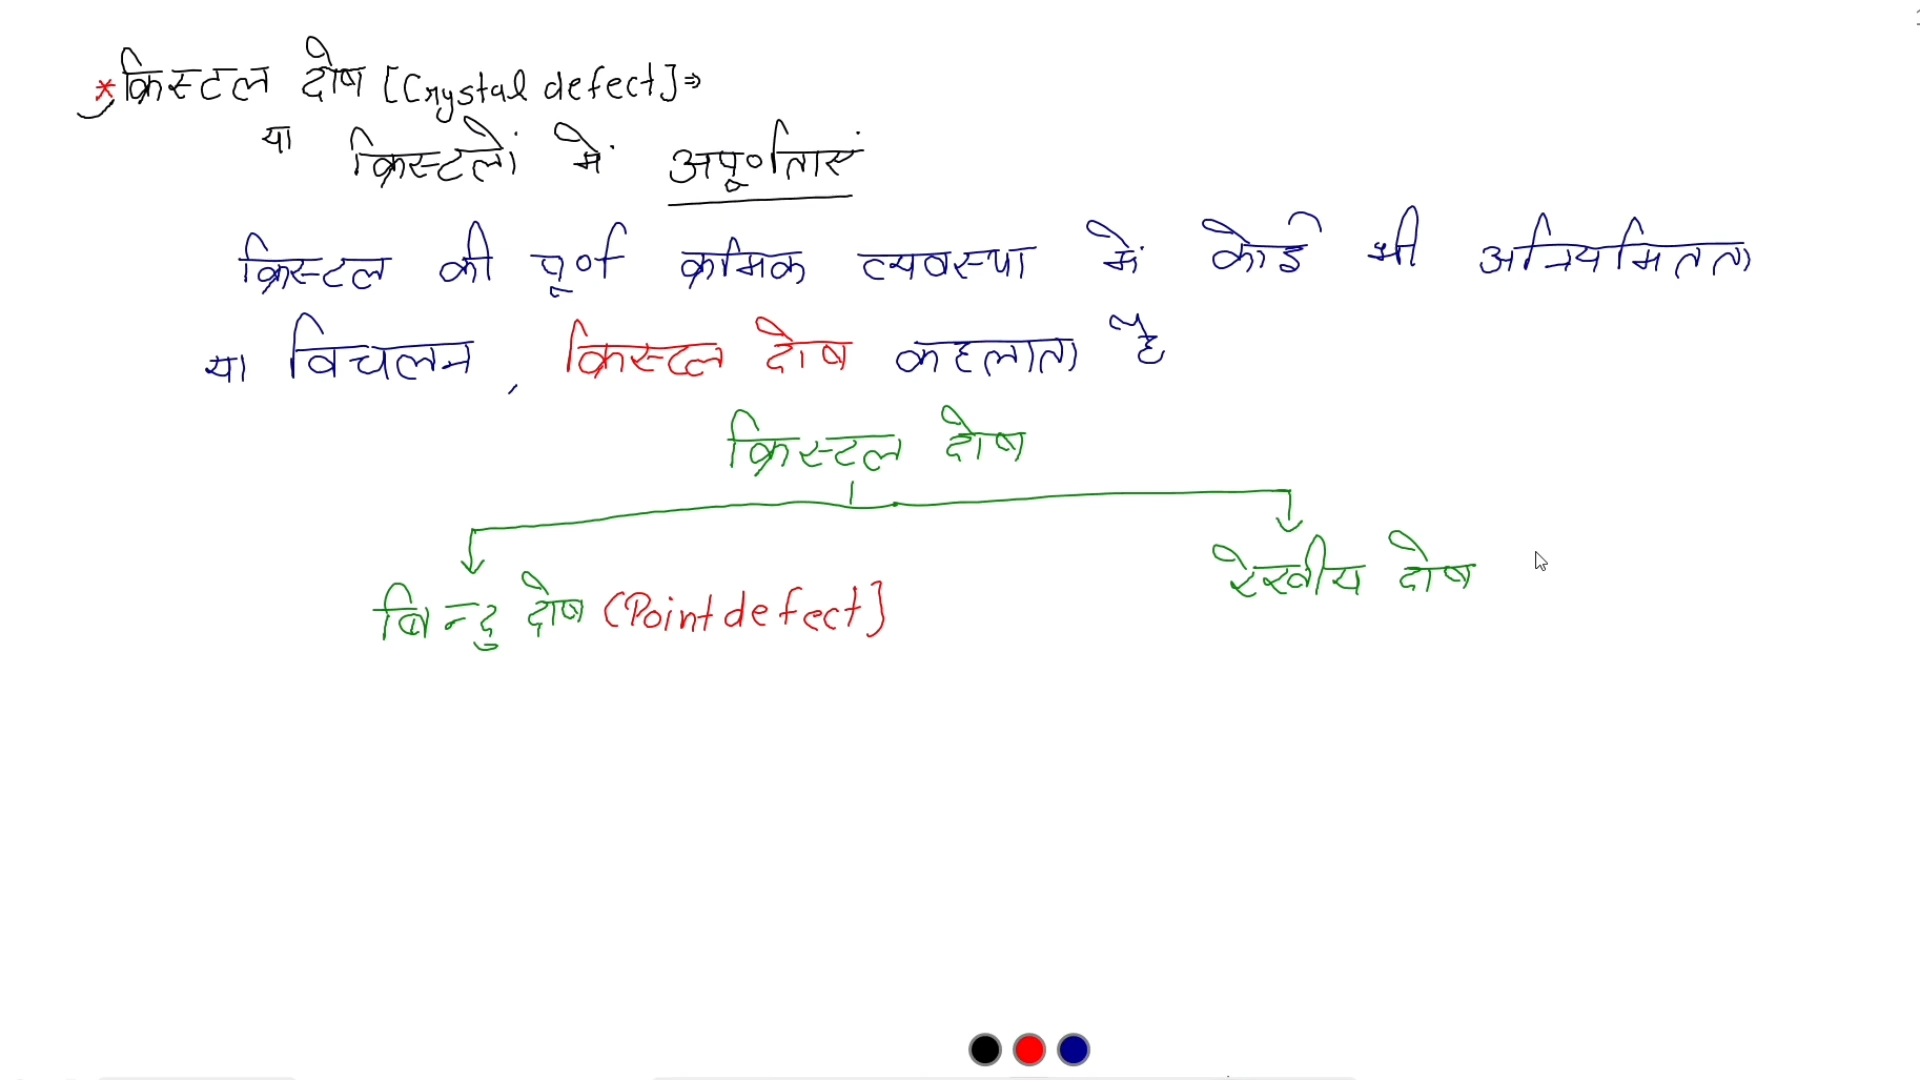 * क्रिस्टल दोष [Crystal defect] ⇒
या क्रिस्टलों में अपूर्णताएं
क्रिस्टल की पूर्ण क्रमिक व्यवस्था में कोई भी अनियमितता
या विचलन, क्रिस्टल दोष कहलाता है
क्रिस्टल दोष
बिन्दु दोष (Point defect]
रेखीय दोष